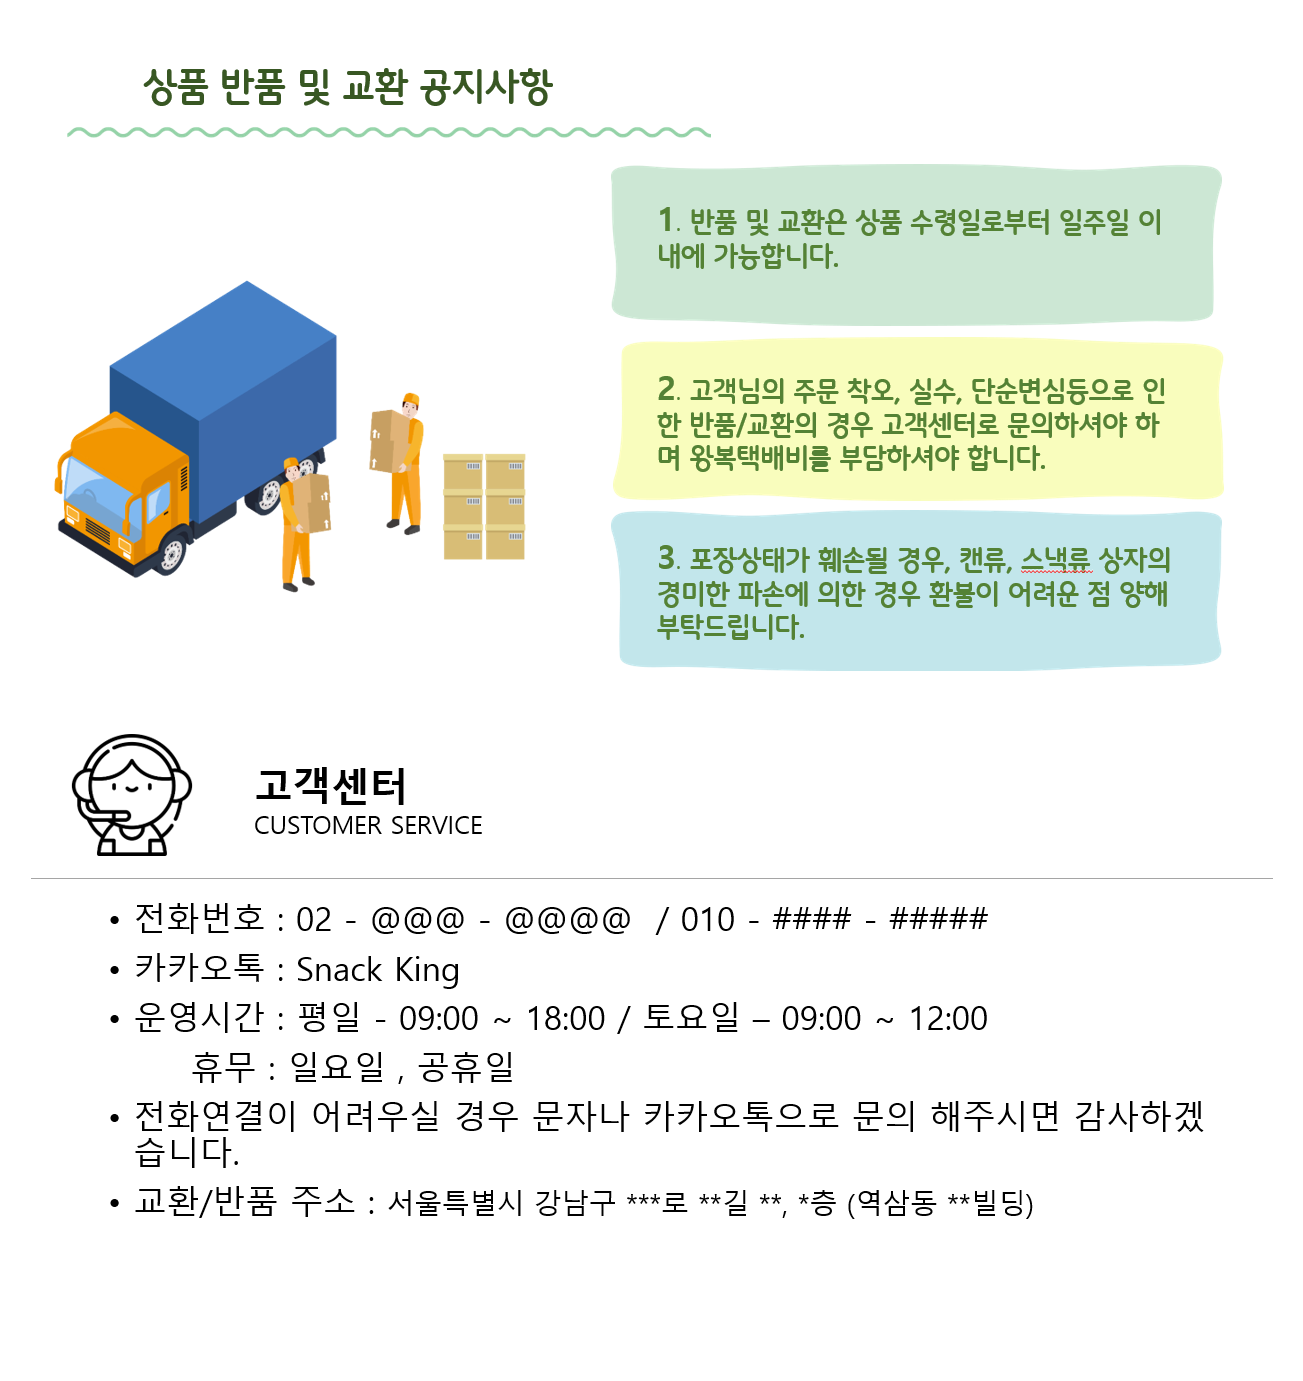 상품 반품 및 교환 공지사항
1. 반품 및 교환은 상품 수령일로부터 일주일 이
내에 가능합니다.
2. 고객님의 주문 착오, 실수, 단순변심등으로 인
한 반품/교환의 경우 고객센터로 문의하셔야 하
며 왕복택배비를 부담하셔야 합니다.
3. 포장상태가 훼손될 경우, 캔류, 스낵류 상자의
경미한 파손에 의한 경우 환불이 어려운 점 양해
부탁드립니다.
고객센터
CUSTOMER SERVICE
• 전화번호 : 02 - @@@ - @@@@ / 010 - #### - #####
• 카카오톡 : Snack King
• 운영시간 : 평일 - 09:00 ~ 18:00 / 토요일 – 09:00 ~ 12:00
휴무 : 일요일 , 공휴일
• 전화연결이 어려우실 경우 문자나 카카오톡으로 문의 해주시면 감사하겠
습니다.
• 교환/반품 주소 : 서울특별시 강남구 ***로 **길 **, *층 (역삼동 **빌딩)